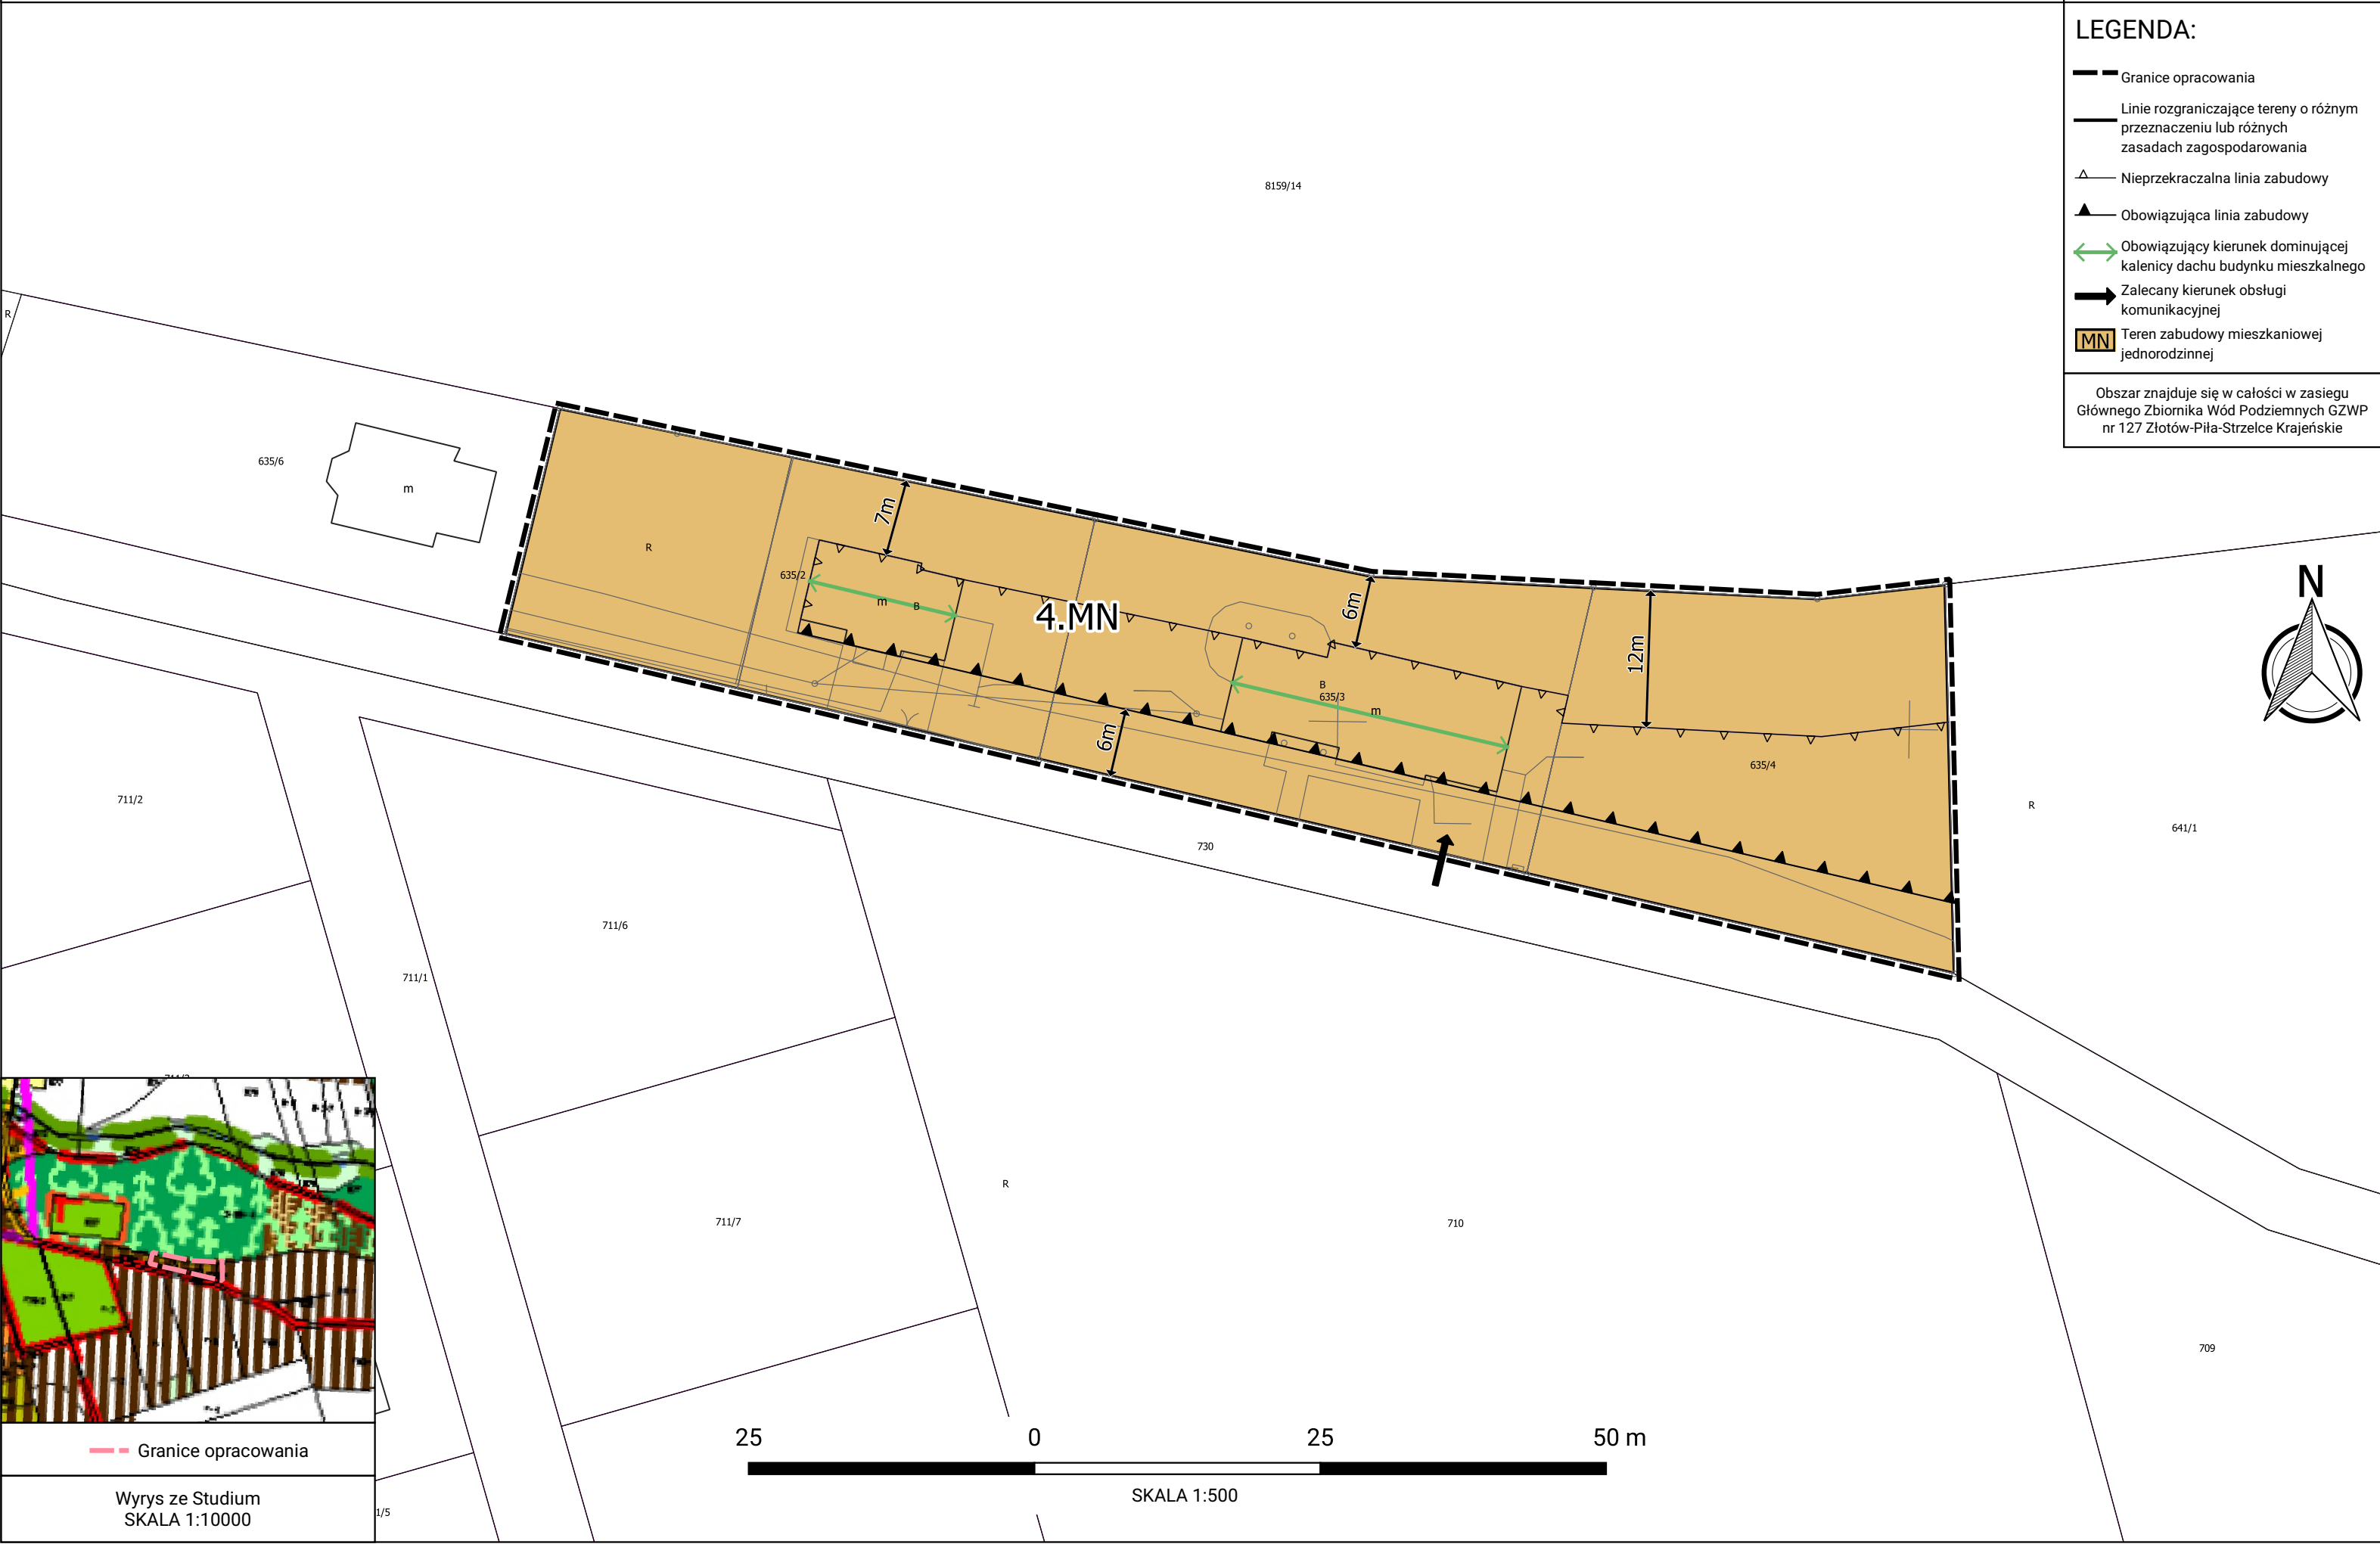 LEGENDA:
Granice opracowania
Linie rozgraniczające tereny o różnym
przeznaczeniu lub różnych
zasadach zagospodarowania
Nieprzekraczalna linia zabudowy
Obowiązująca linia zabudowy
Obowiązujący kierunek dominującej
kalenicy dachu budynku mieszkalnego
Zalecany kierunek obsługi
komunikacyjnej
MN
Teren zabudowy mieszkaniowej
jednorodzinnej
Obszar znajduje się w całości w zasiegu
Głównego Zbiornika Wód Podziemnych GZWP
nr 127 Złotów-Piła-Strzelce Krajeńskie
8159/14
R
635/6
m
R
7m
635/2
m
B
4.MN
6m
12m
N
B
635/3
m
6m
635/4
R
641/1
711/2
730
711/6
711/1
R
711/7
710
709
25
0
25
50 m
SKALA 1:500
Granice opracowania
Wyrys ze Studium
SKALA 1:10000
1/5